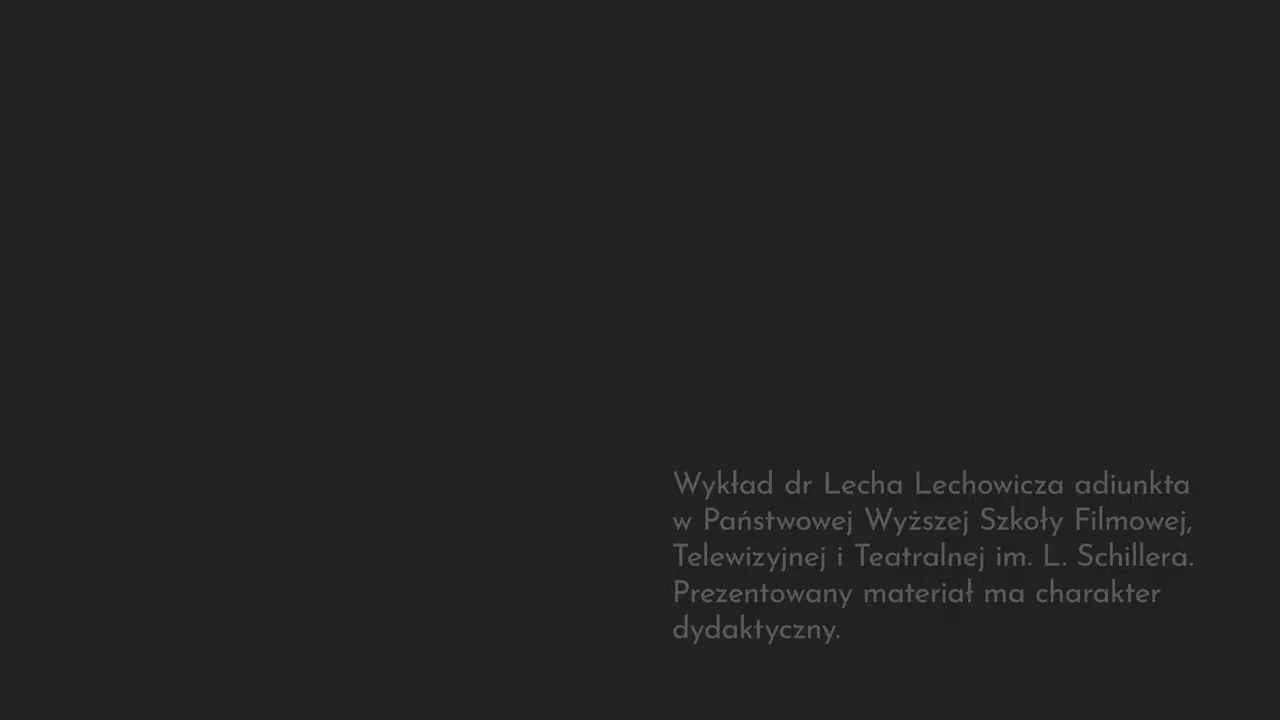 Wykład dr Lecha Lechowicza adiunkta
w Państwowej Wyższej Szkoły Filmowej,
Telewizyjnej i Teatralnej im. L. Schillera.
Prezentowany materiał ma charakter
dydaktyczny.